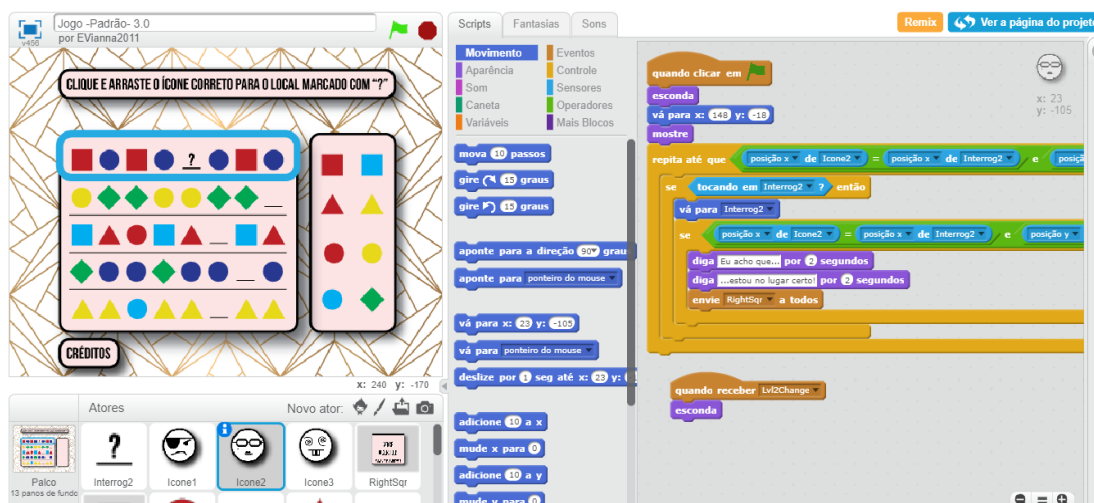 Jogo -Padrão- 3.0
por EVianna2011
v456
CLIQUE E ARRASTE O ÍCONE CORRETO PARA O LOCAL MARCADO COM "?"
?
CRÉDITOS
x: 240 y: -170
Atores
Novo ator:
Palco
13 panos de fundo
?
Interrog2
Icone1
Icone2
Icone3
RightSqr
Scripts
Fantasias
Sons
Remix
Ver a página do projeto
Movimento
Eventos
Aparência
Controle
Som
Sensores
Caneta
Operadores
Variáveis
Mais Blocos
mova 10 passos
gire 15 graus
gire 15 graus
aponte para a direção 90 grau
aponte para ponteiro do mouse
vá para x: 23 y: -105
vá para ponteiro do mouse
deslize por 1 seg até x: 23 y:
adicione 10 a x
mude x para 0
adicione 10 a y
mude y para 0
quando clicar em
esconda
vá para x: 148 y: -18
mostre
repita até que posição x de Icone2 = posição x de Interrog2 e posiçã
se tocando em Interrog2 ? então
vá para Interrog2
se posição x de Icone2 = posição x de Interrog2 e posição y
diga Eu acho que... por 2 segundos
diga ...estou no lugar certo! por 2 segundos
envie RightSqr a todos
quando receber Lvl2Change
esconda
x: 23
y: -105